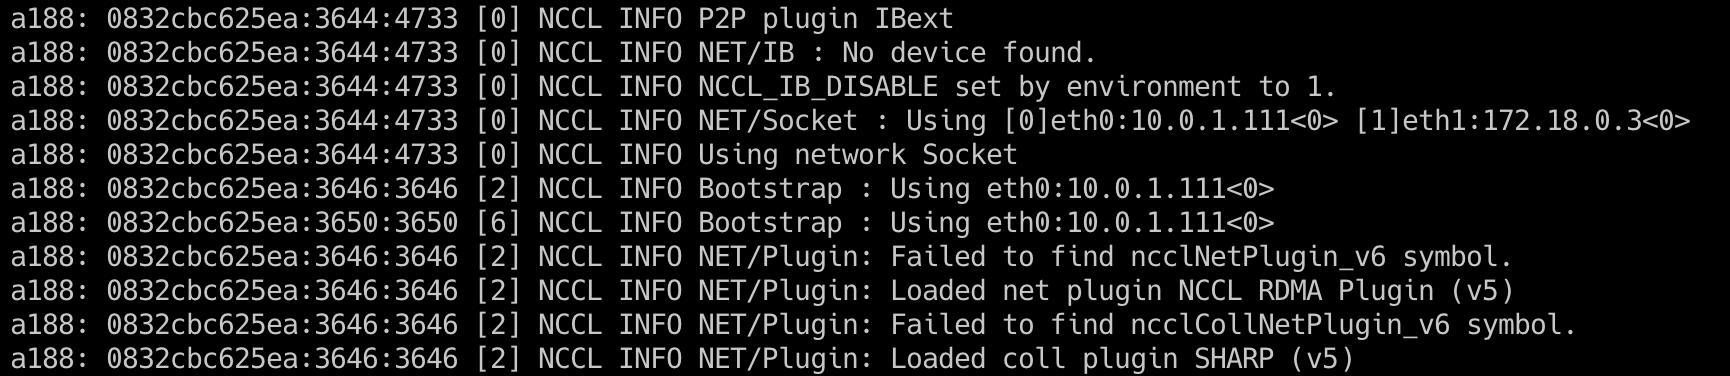 a188: 0832cbc625ea:3644:4733 [0] NCCL INFO P2P plugin IBext
a188: 0832cbc625ea:3644:4733 [0] NCCL INFO NET/IB : No device found.
a188: 0832cbc625ea:3644:4733 [0] NCCL INFO NCCL_IB_DISABLE set by environment to 1.
a188: 0832cbc625ea:3644:4733 [0] NCCL INFO NET/Socket : Using [0]eth0:10.0.1.111<0> [1]eth1:172.18.0.3<0>
a188: 0832cbc625ea:3644:4733 [0] NCCL INFO Using network Socket
a188: 0832cbc625ea:3646:3646 [2] NCCL INFO Bootstrap : Using eth0:10.0.1.111<0>
a188: 0832cbc625ea:3650:3650 [6] NCCL INFO Bootstrap : Using eth0:10.0.1.111<0>
a188: 0832cbc625ea:3646:3646 [2] NCCL INFO NET/Plugin: Failed to find ncclNetPlugin_v6 symbol.
a188: 0832cbc625ea:3646:3646 [2] NCCL INFO NET/Plugin: Loaded net plugin NCCL RDMA Plugin (v5)
a188: 0832cbc625ea:3646:3646 [2] NCCL INFO NET/Plugin: Failed to find ncclCollNetPlugin_v6 symbol.
a188: 0832cbc625ea:3646:3646 [2] NCCL INFO NET/Plugin: Loaded coll plugin SHARP (v5)